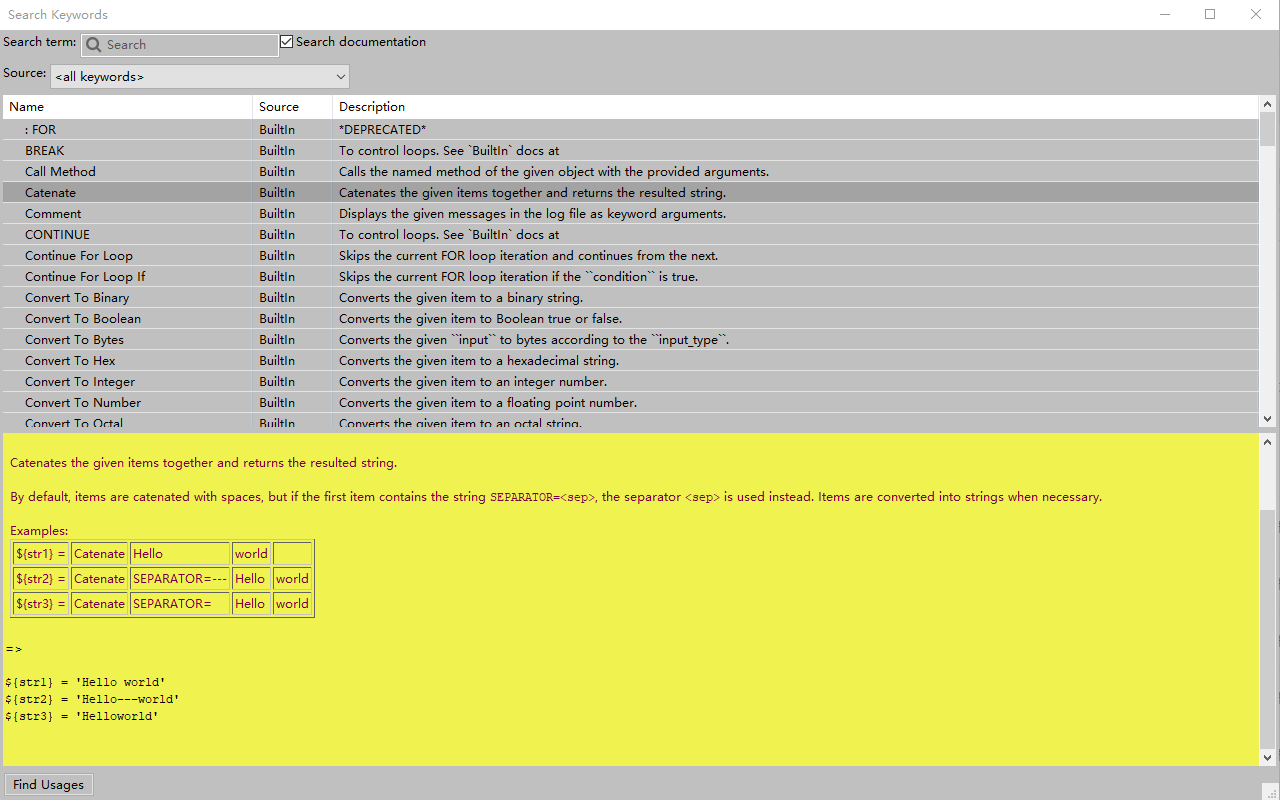 Search Keywords
Search term: Search Search documentation
Source: <all keywords>
Name Source Description
: FOR BuiltIn *DEPRECATED*
BREAK BuiltIn To control loops. See `BuiltIn` docs at
Call Method BuiltIn Calls the named method of the given object with the provided arguments.
Catenate BuiltIn Catenates the given items together and returns the resulted string.
Comment BuiltIn Displays the given messages in the log file as keyword arguments.
CONTINUE BuiltIn To control loops. See `BuiltIn` docs at
Continue For Loop BuiltIn Skips the current FOR loop iteration and continues from the next.
Continue For Loop If BuiltIn Skips the current FOR loop iteration if the ``condition`` is true.
Convert To Binary BuiltIn Converts the given item to a binary string.
Convert To Boolean BuiltIn Converts the given item to Boolean true or false.
Convert To Bytes BuiltIn Converts the given ``input`` to bytes according to the ``input_type``.
Convert To Hex BuiltIn Converts the given item to a hexadecimal string.
Convert To Integer BuiltIn Converts the given item to an integer number.
Convert To Number BuiltIn Converts the given item to a floating point number.
Convert To Octal BuiltIn Converts the given item to an octal string.
Catenates the given items together and returns the resulted string.
By default, items are catenated with spaces, but if the first item contains the string SEPARATOR=<sep>, the separator <sep> is used instead. Items are converted into strings when necessary.
Examples:
${str1} = Catenate Hello world
${str2} = Catenate SEPARATOR=--- Hello world
${str3} = Catenate SEPARATOR= Hello world
=>
${str1} = 'Hello world'
${str2} = 'Hello---world'
${str3} = 'Helloworld'
Find Usages